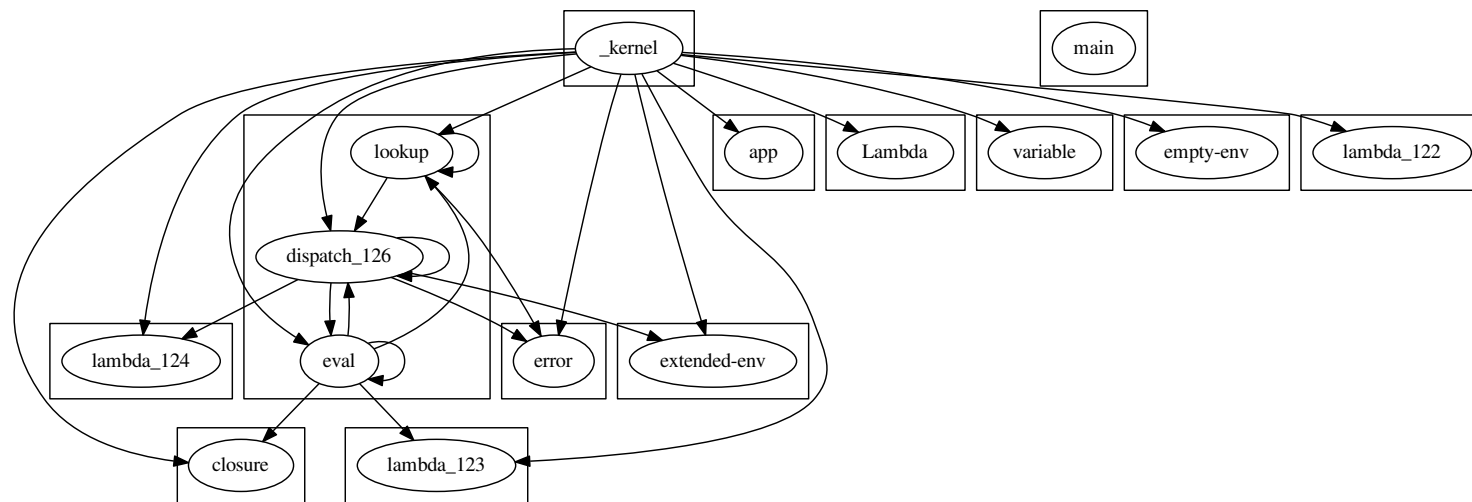 _kernel
main
lookup
app
Lambda
variable
empty-env
lambda_122
dispatch_126
lambda_124
eval
error
extended-env
closure
lambda_123